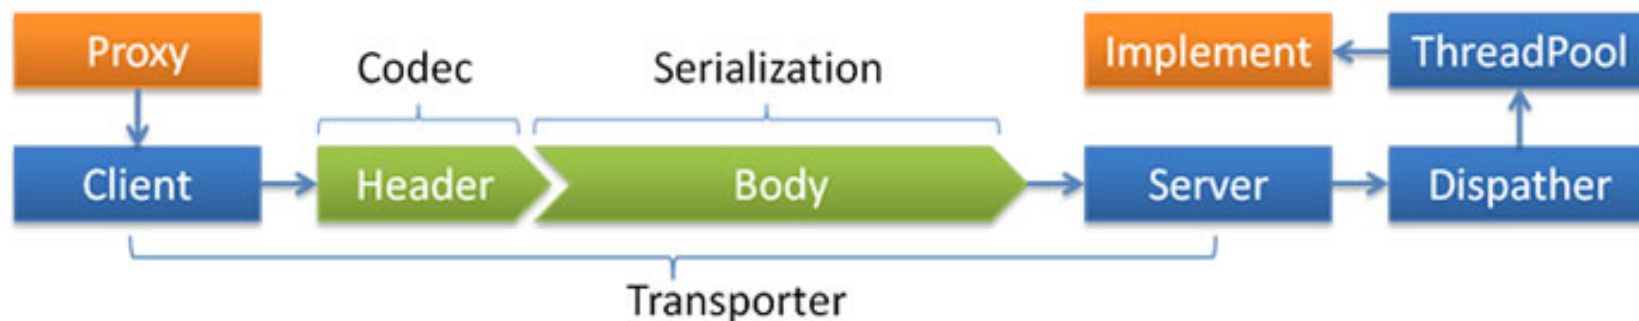 Proxy
Codec
Serialization
Implement
ThreadPool
Client
Header
Body
Server
Dispather
Transporter